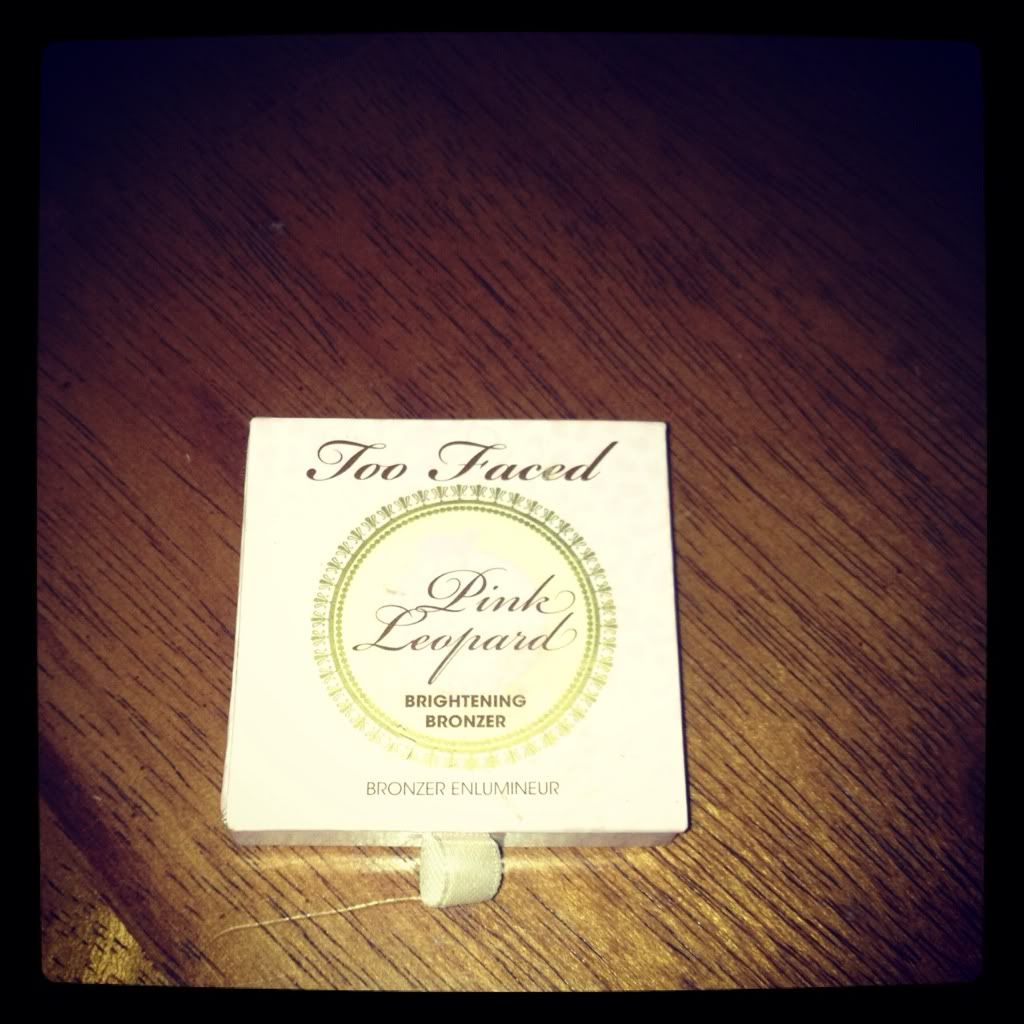 Too Faced
Pink
Leopard
BRIGHTENING
BRONZER
BRONZER ENLUMINEUR